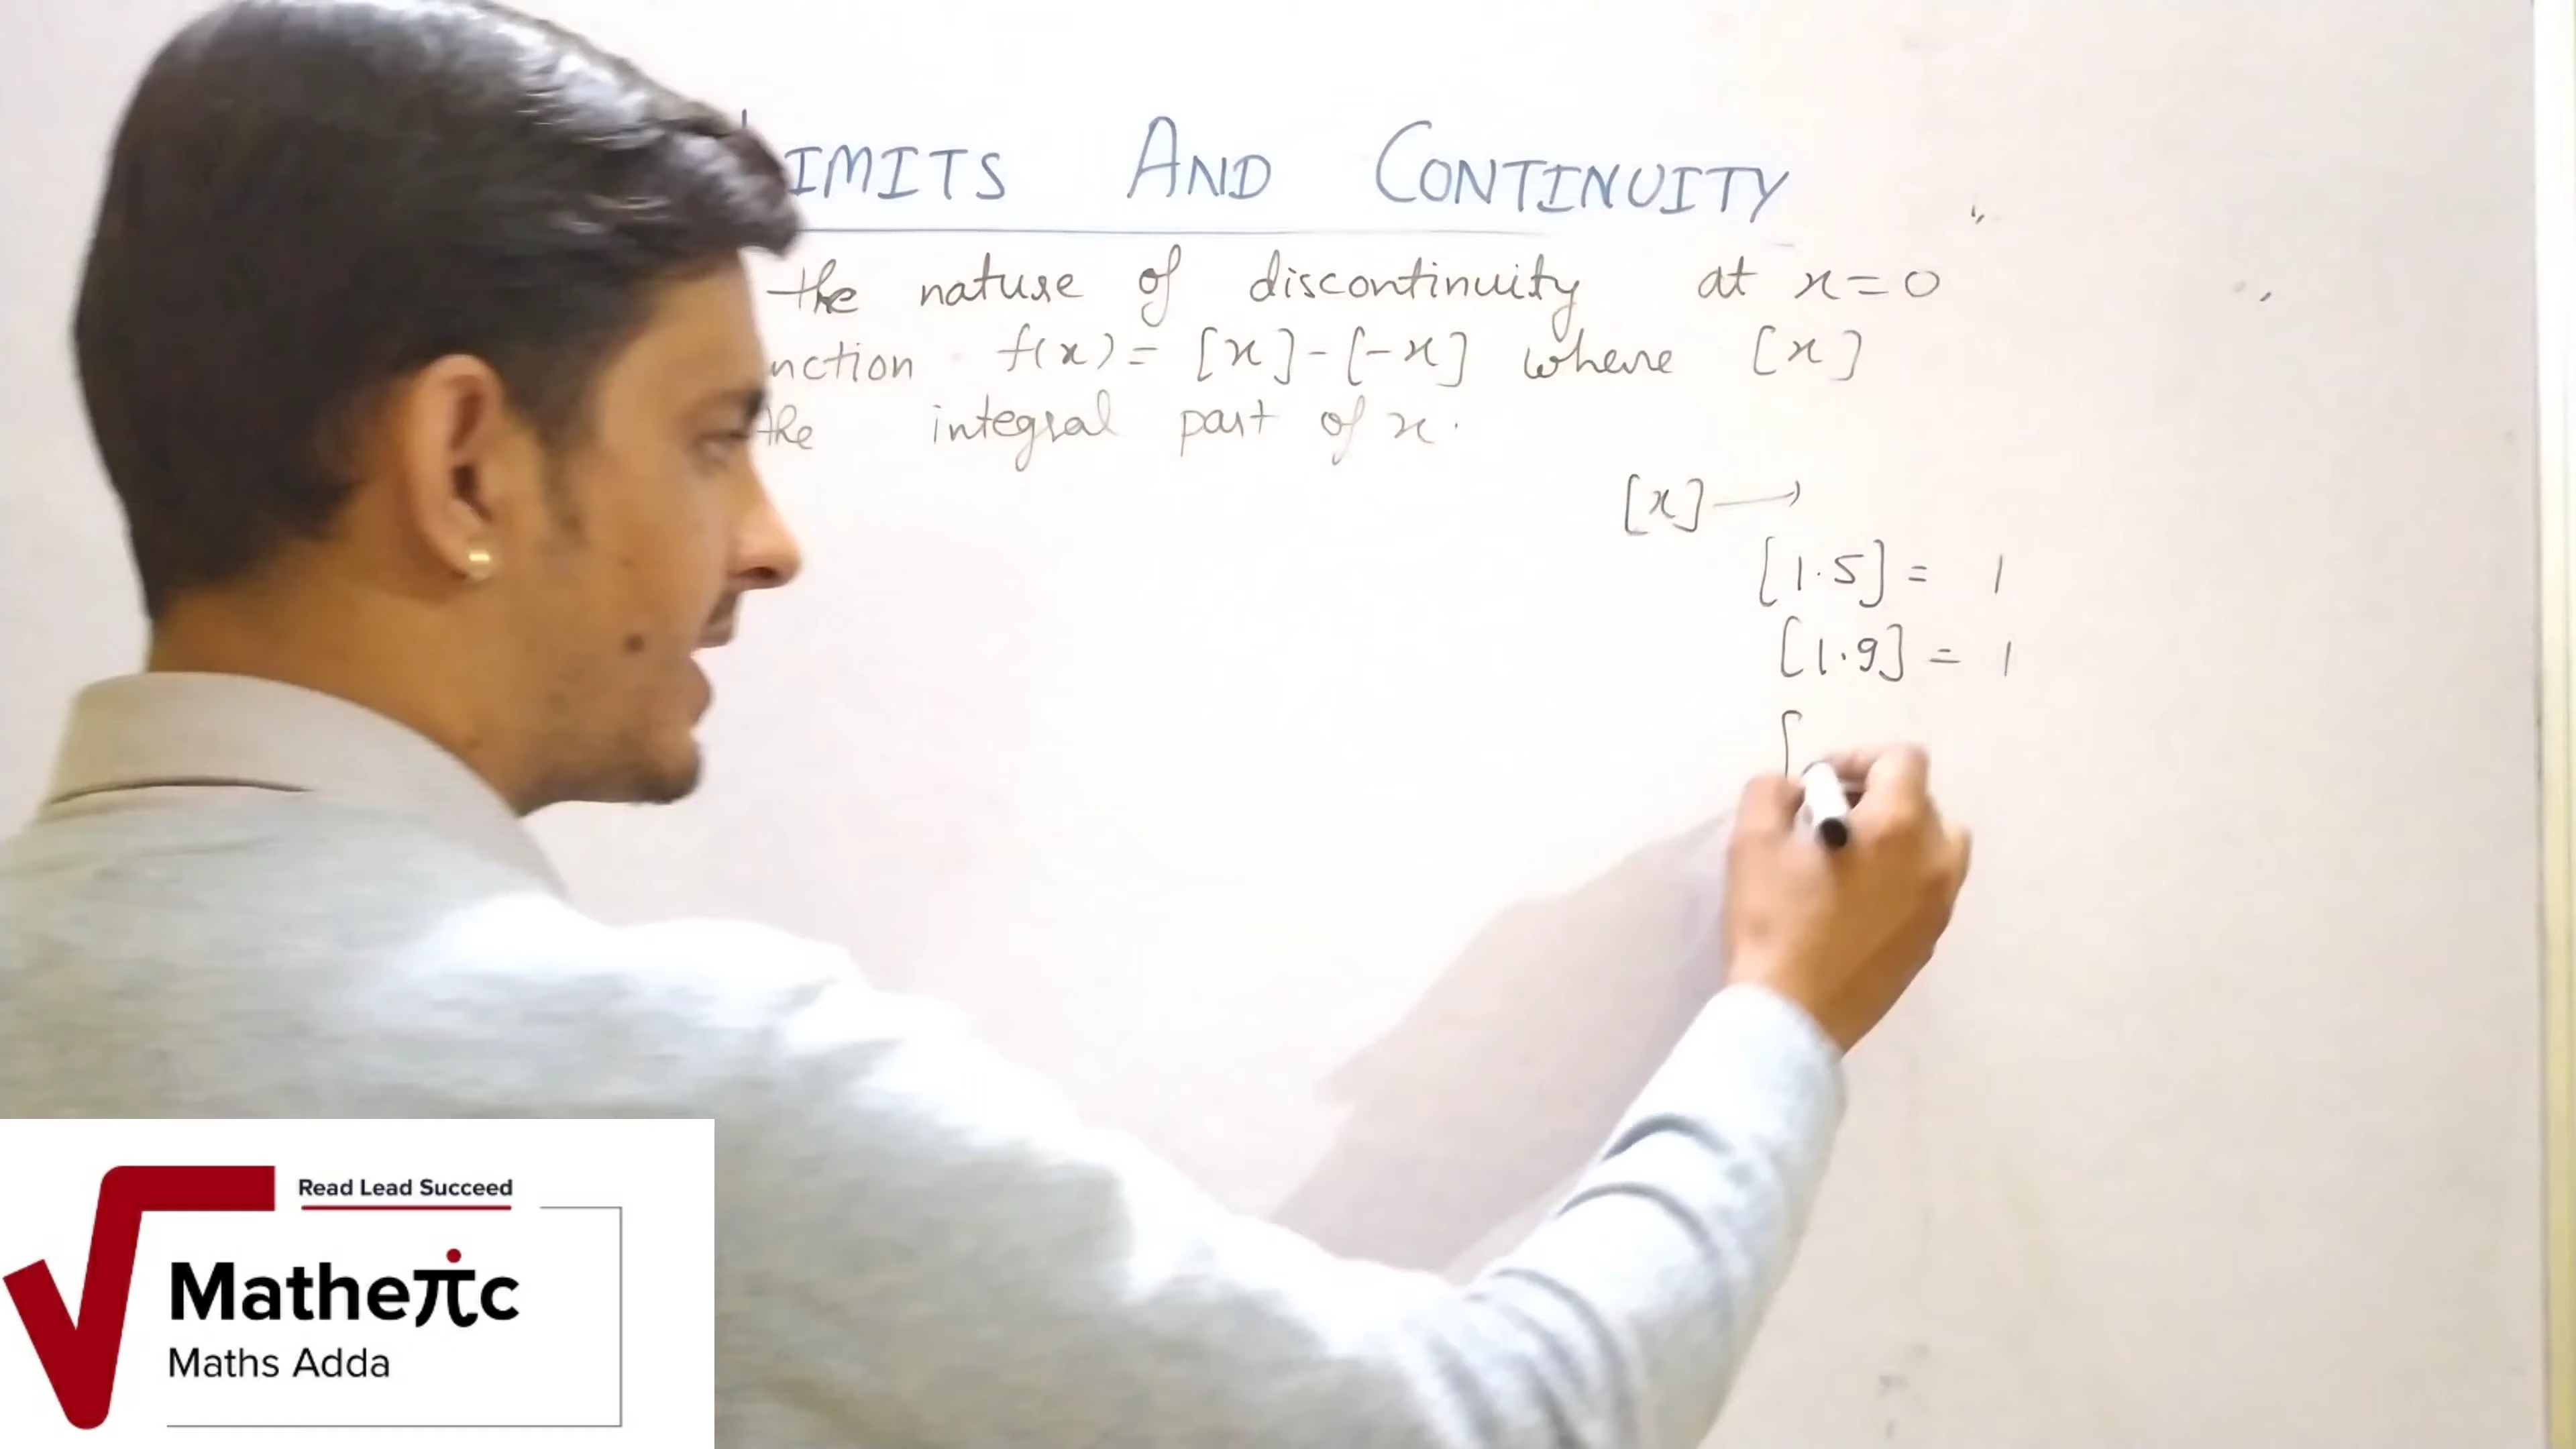 IMITS AND CONTINUITY
the nature of discontinuity at x=0
nction f(x) = [x]-[-x] where [x]
the integral part of x.
[x] →
[1.5] = 1
[1.9] = 1
[
Read Lead Succeed
Matheπc
Maths Adda